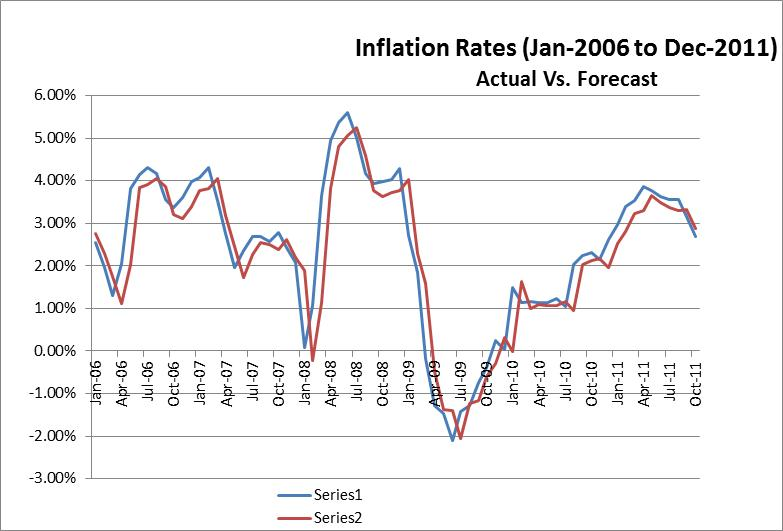 Inflation Rates (Jan-2006 to Dec-2011)
Actual Vs. Forecast
6.00%
5.00%
4.00%
3.00%
2.00%
1.00%
0.00%
-1.00%
-2.00%
-3.00%
Jan-06
Apr-06
Jul-06
Oct-06
Jan-07
Apr-07
Jul-07
Oct-07
Jan-08
Apr-08
Jul-08
Oct-08
Jan-09
Apr-09
Jul-09
Oct-09
Jan-10
Apr-10
Jul-10
Oct-10
Jan-11
Apr-11
Jul-11
Oct-11
Series1
Series2